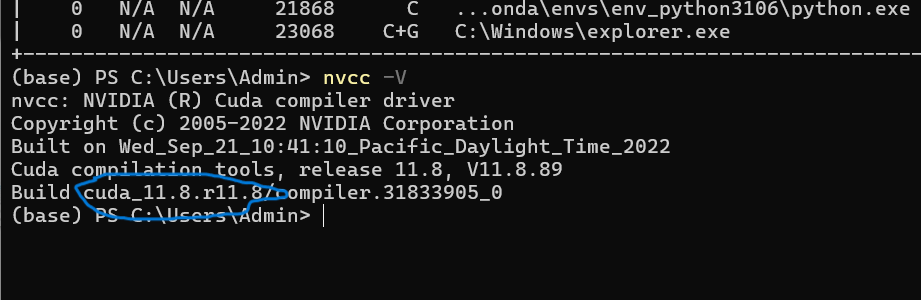 |    0   N/A  N/A     21868      C   ...onda\envs\env_python3106\python.exe
|    0   N/A  N/A     23068    C+G   C:\Windows\explorer.exe
+-----------------------------------------------------------------------------
(base) PS C:\Users\Admin> nvcc -V
nvcc: NVIDIA (R) Cuda compiler driver
Copyright (c) 2005-2022 NVIDIA Corporation
Built on Wed_Sep_21_10:41:10_Pacific_Daylight_Time_2022
Cuda compilation tools, release 11.8, V11.8.89
Build cuda_11.8.r11.8/compiler.31833905_0
(base) PS C:\Users\Admin>